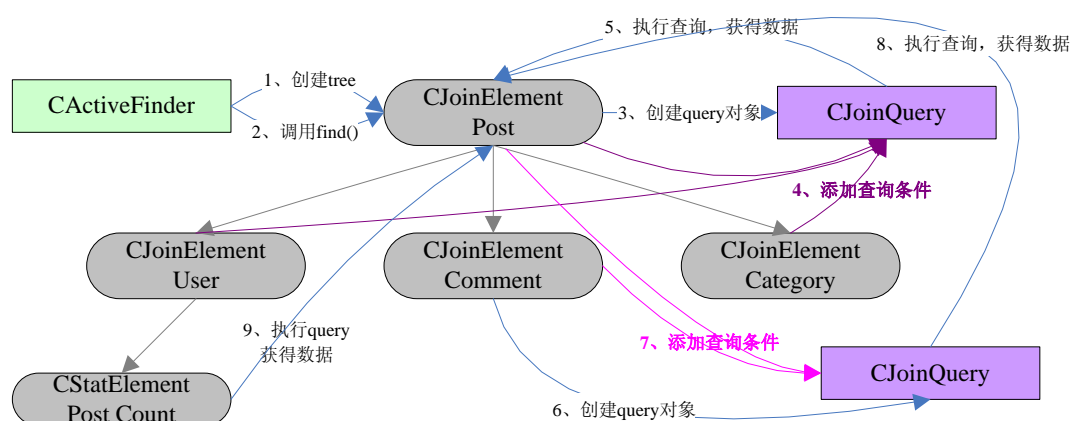 5、执行查询，获得数据
8、执行查询，获得数据
CActiveFinder
1、创建tree
2、调用find()
CJoinElement
Post
3、创建query对象
CJoinQuery
4、添加查询条件
CJoinElement
User
CJoinElement
Comment
CJoinElement
Category
9、执行query
获得数据
7、添加查询条件
CJoinQuery
CStatElement
Post Count
6、创建query对象